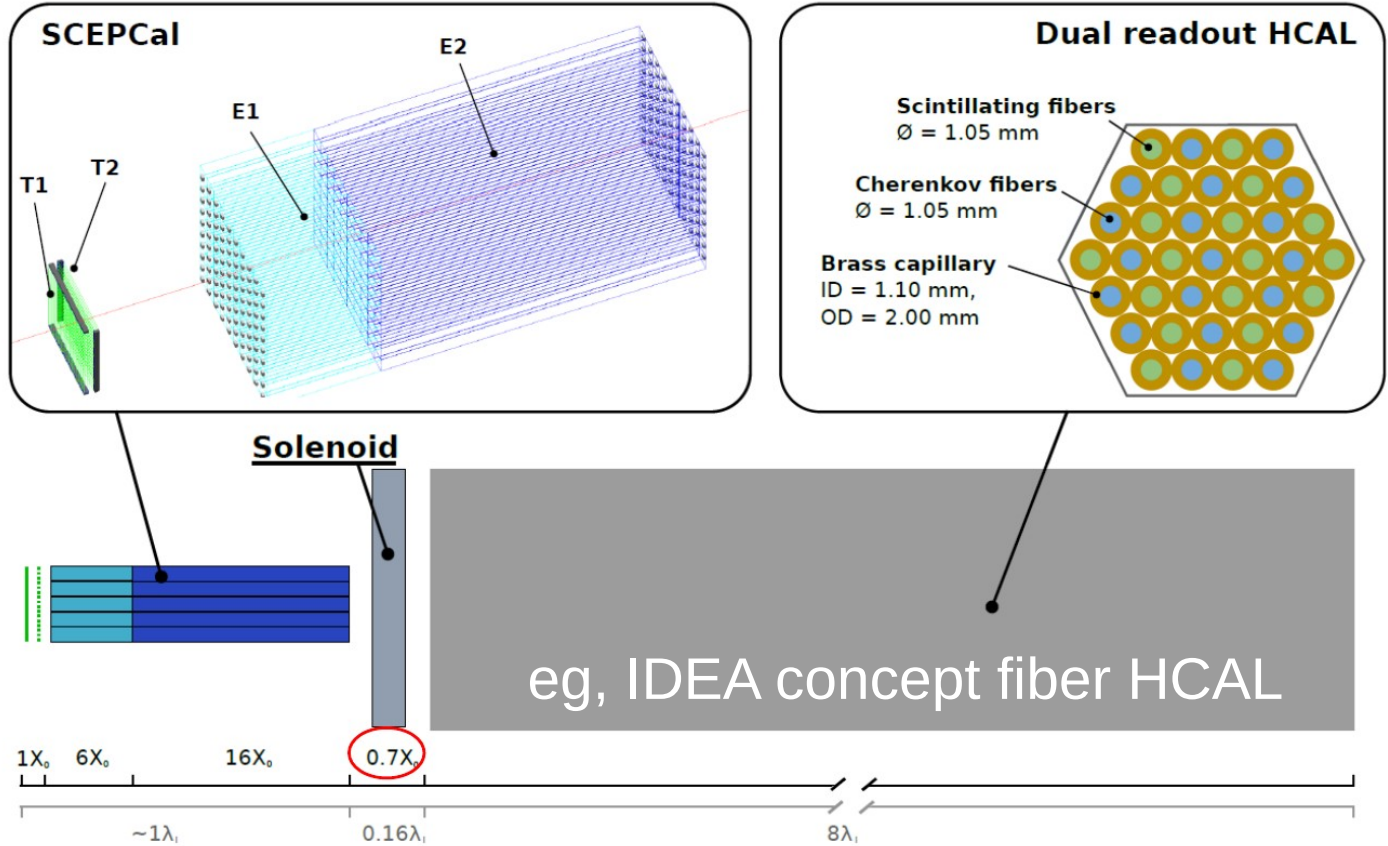 SCEPCal
E2
E1
T2
T1
Dual readout HCAL
Scintillating fibers
Ø = 1.05 mm
Cherenkov fibers
Ø = 1.05 mm
Brass capillary
ID = 1.10 mm,
OD = 2.00 mm
Solenoid
eg, IDEA concept fiber HCAL
1X₀ 6X₀ 16X₀ 0.7X₀
~1λI 0.16λI 8λI